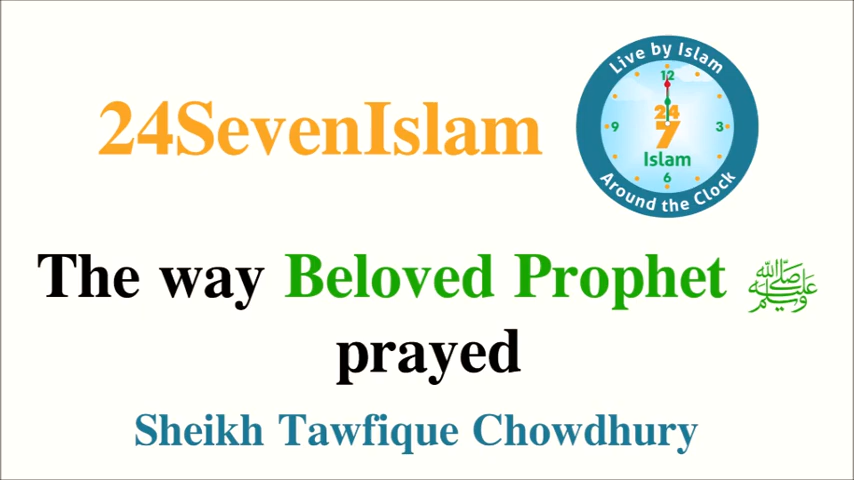 24SevenIslam
Live by Islam
12
24
7
9
3
Islam
6
Around the Clock
The way Beloved Prophet ﷺ
prayed
Sheikh Tawfique Chowdhury